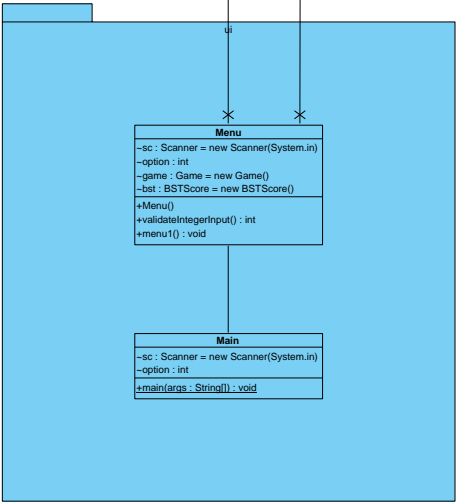 ui
Menu
~sc : Scanner = new Scanner(System.in)
~option : int
~game : Game = new Game()
~bst : BSTScore = new BSTScore()
+Menu()
+validateIntegerInput() : int
+menu1() : void
Main
~sc : Scanner = new Scanner(System.in)
~option : int
+main(args : String[]) : void